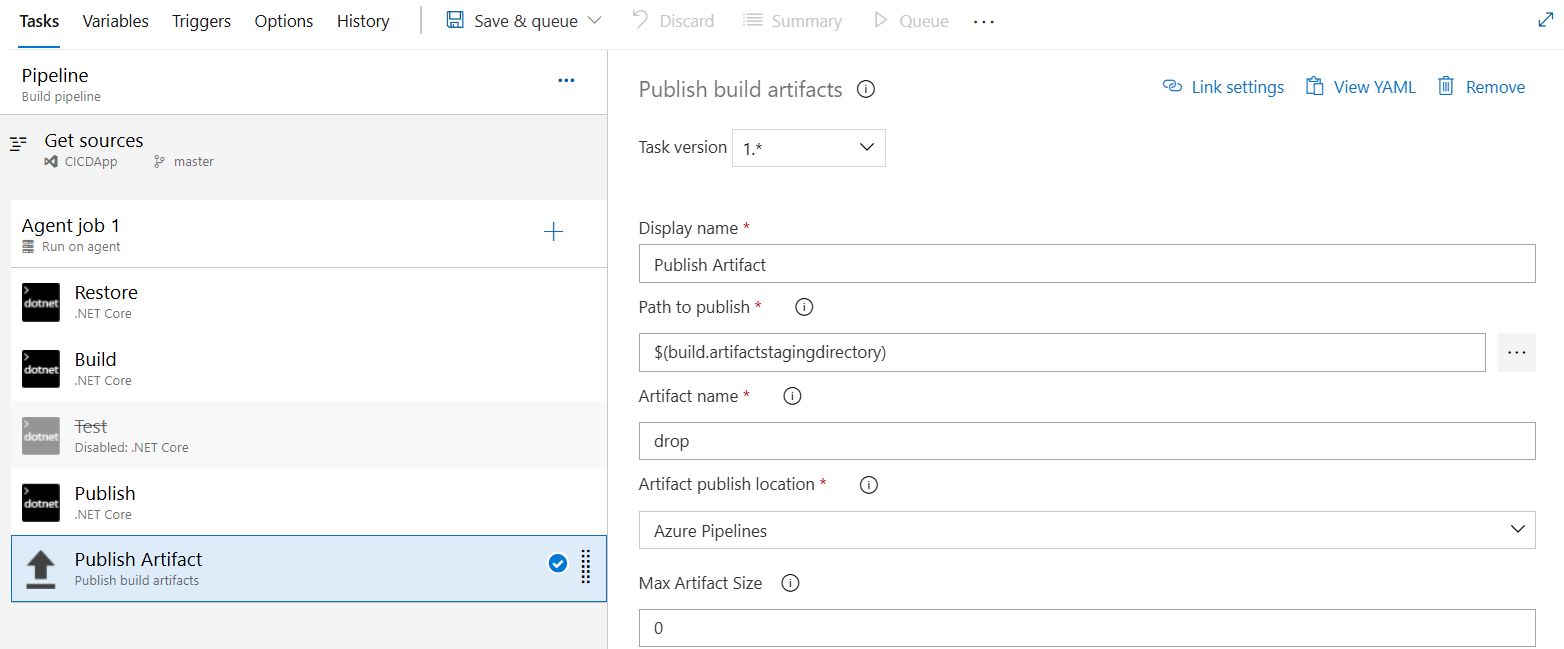 Tasks Variables Triggers Options History Save & queue Discard Summary Queue ...
Pipeline ...
Build pipeline
Get sources
CICDApp master
Agent job 1
Run on agent
dotnet Restore
.NET Core
dotnet Build
.NET Core
dotnet Test
Disabled: .NET Core
dotnet Publish
.NET Core
Publish Artifact
Publish build artifacts
Publish build artifacts Link settings View YAML Remove
Task version 1.*
Display name *
Publish Artifact
Path to publish *
$(build.artifactstagingdirectory) ...
Artifact name *
drop
Artifact publish location *
Azure Pipelines
Max Artifact Size
0